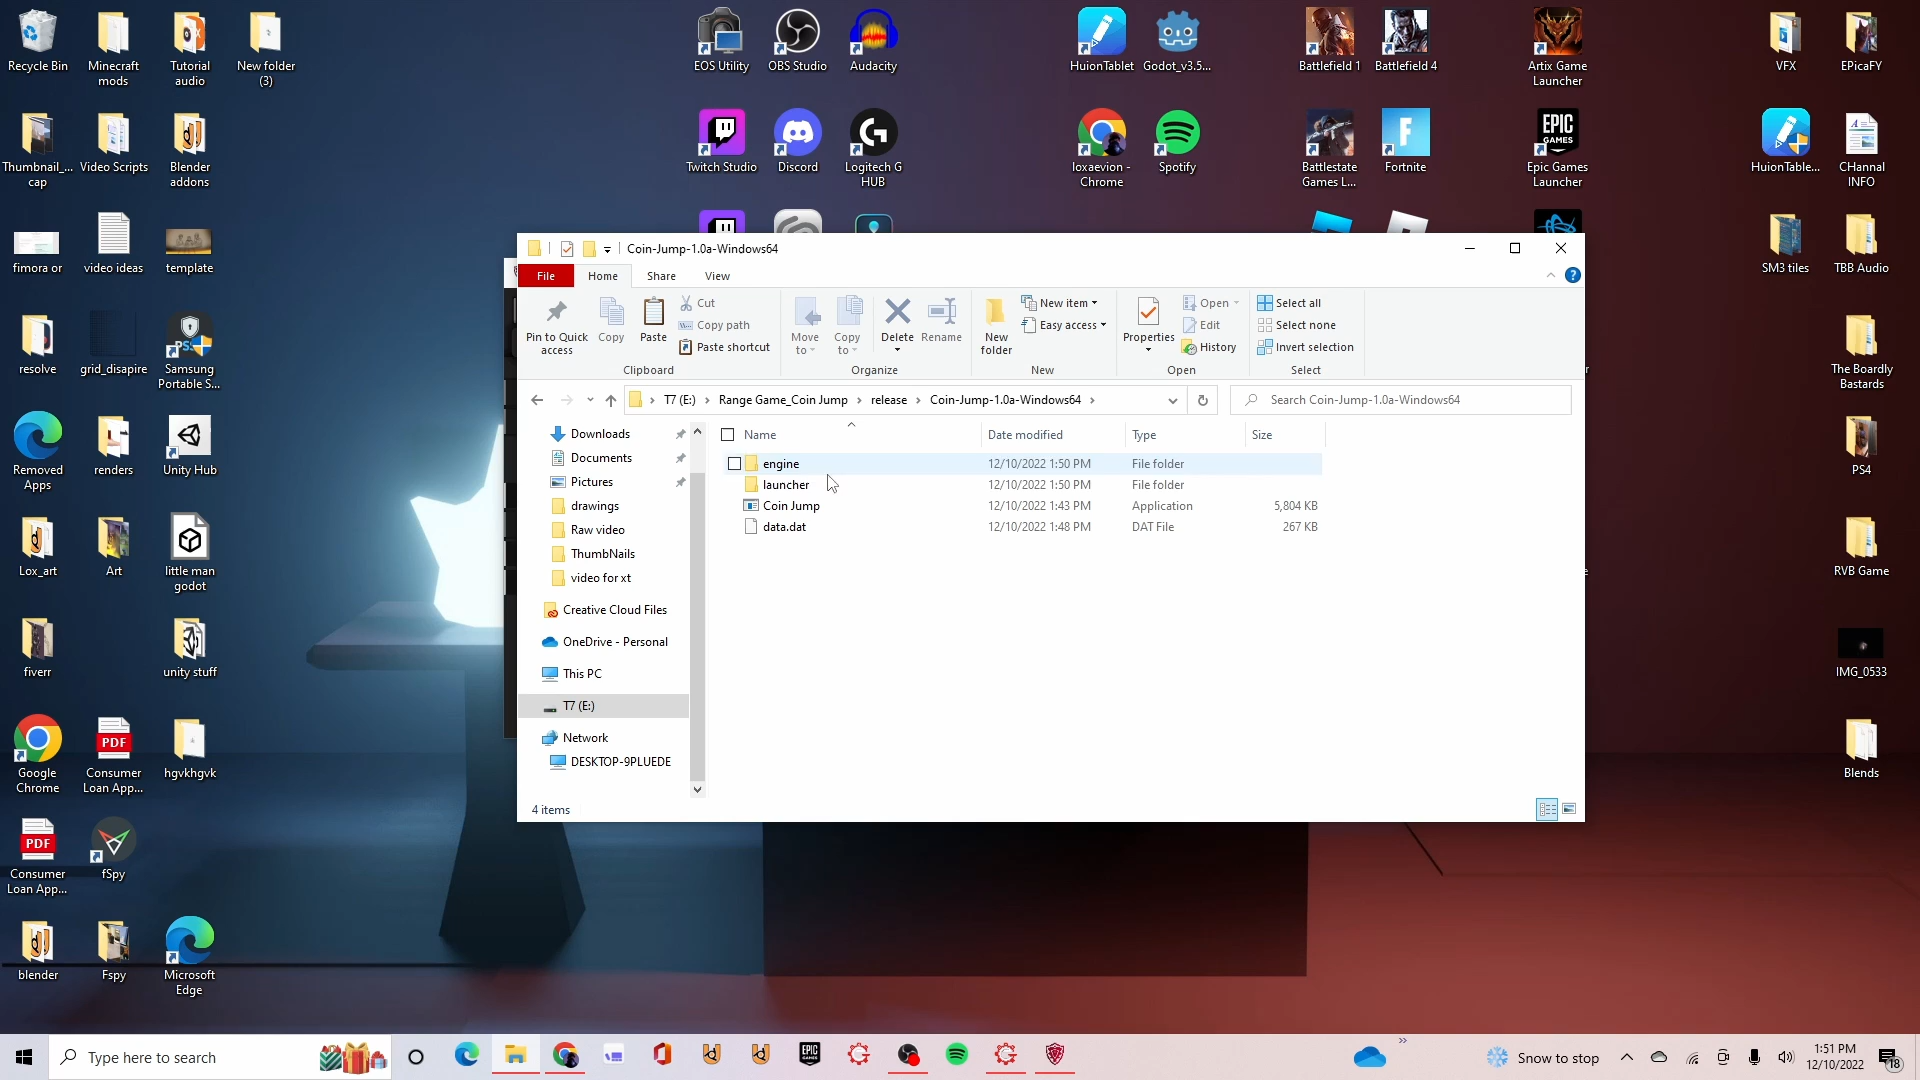 Recycle Bin
Minecraft
mods
Tutorial
audio
New folder
(3)
EOS Utility
OBS Studio
Audacity
HuionTablet
Godot_v3.5...
Battlefield 1
Battlefield 4
Artix Game
Launcher
VFX
EPicaFY
Thumbnail_...
cap
Video Scripts
Blender
addons
Twitch Studio
Discord
Logitech G
HUB
loxaevion -
Chrome
Spotify
Battlestate
Games L...
Fortnite
EPIC
GAMES
Epic Games
Launcher
HuionTable...
CHannal
INFO
fimora or
video ideas
template
SM3 tiles
TBB Audio
resolve
grid_disapire
Samsung
Portable S...
The Boardly
Bastards
Removed
Apps
renders
Unity Hub
PS4
Lox_art
Art
little man
godot
RVB Game
fiverr
unity stuff
IMG_0533
Google
Chrome
PDF
Consumer
Loan App...
hgvkhgvk
Blends
PDF
Consumer
Loan App...
fSpy
blender
Fspy
Microsoft
Edge
Coin-Jump-1.0a-Windows64
File
Home
Share
View
Pin to Quick
access
Copy
Paste
Cut
Copy path
Paste shortcut
Clipboard
Move
to
Copy
to
Delete
Rename
Organize
New
folder
New item
Easy access
New
Properties
Open
Edit
History
Open
Select all
Select none
Invert selection
Select
T7 (E:) > Range Game_Coin Jump > release > Coin-Jump-1.0a-Windows64 >
Search Coin-Jump-1.0a-Windows64
Downloads
Documents
Pictures
drawings
Raw video
ThumbNails
video for xt
Creative Cloud Files
OneDrive - Personal
This PC
T7 (E:)
Network
DESKTOP-9PLUEDE
Name Date modified Type Size
engine 12/10/2022 1:50 PM File folder
launcher 12/10/2022 1:50 PM File folder
Coin Jump 12/10/2022 1:43 PM Application 5,804 KB
data.dat 12/10/2022 1:48 PM DAT File 267 KB
4 items
Type here to search
EPIC
Snow to stop
1:51 PM
12/10/2022
18